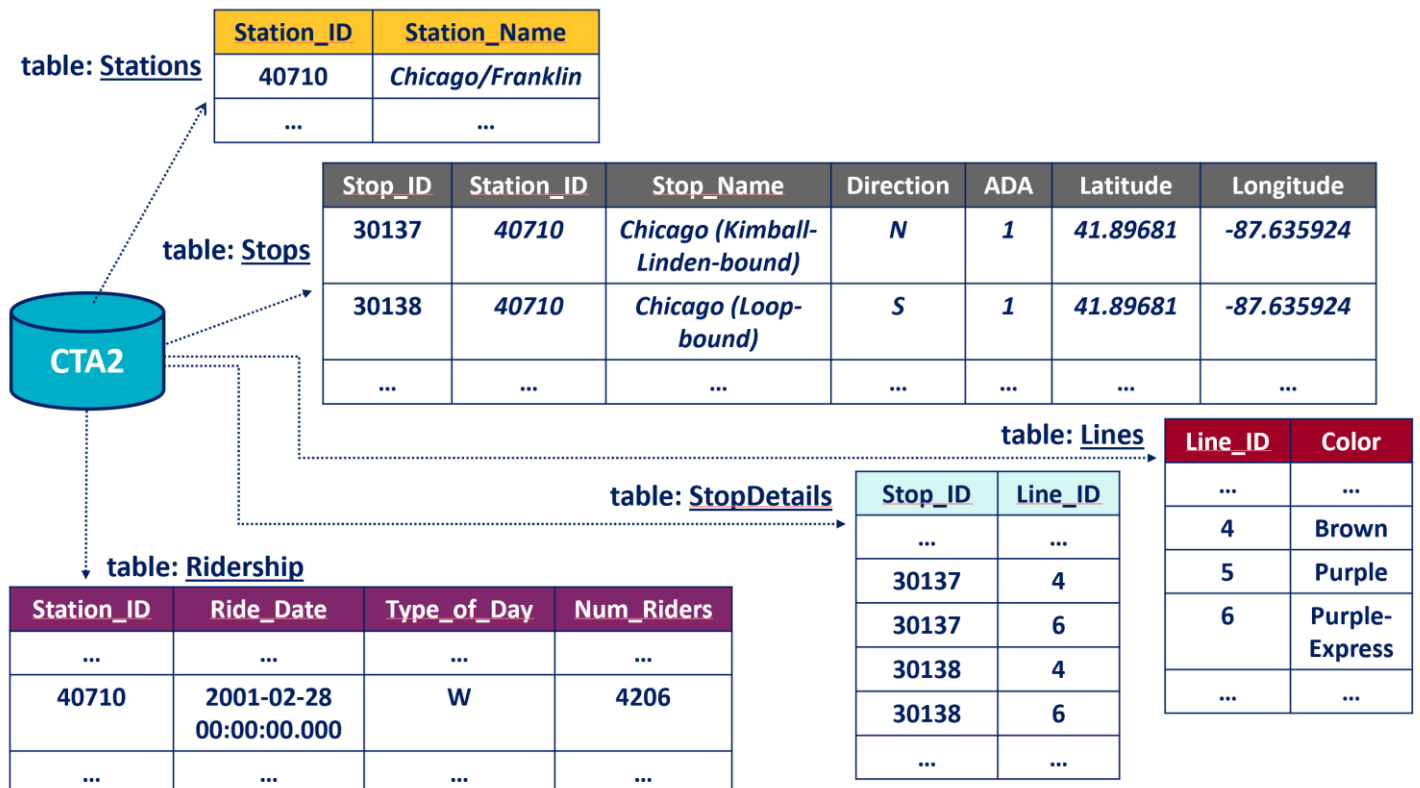 Station_ID Station_Name
table: Stations
40710 Chicago/Franklin
... ...
Stop_ID Station_ID Stop_Name Direction ADA Latitude Longitude
table: Stops
30137 40710 Chicago (Kimball-
Linden-bound) N 1 41.89681 -87.635924
30138 40710 Chicago (Loop-
bound) S 1 41.89681 -87.635924
... ... ... ... ... ... ...
CTA2
table: Lines
Line_ID Color
... ...
4 Brown
5 Purple
6 Purple-
Express
... ...
table: StopDetails
Stop_ID Line_ID
... ...
30137 4
30137 6
30138 4
30138 6
... ...
table: Ridership
Station_ID Ride_Date Type_of_Day Num_Riders
... ... ... ...
40710 2001-02-28
00:00:00.000 W 4206
... ... ... ...